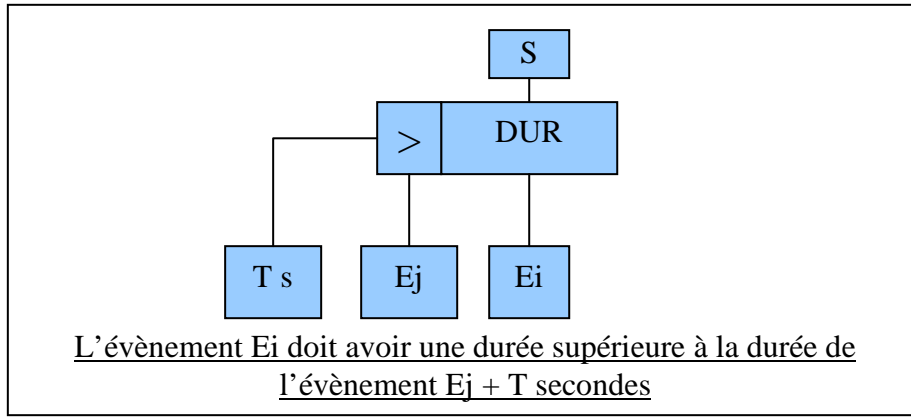 S
> DUR
T s Ej Ei
L'évènement Ei doit avoir une durée supérieure à la durée de
l'évènement Ej + T secondes